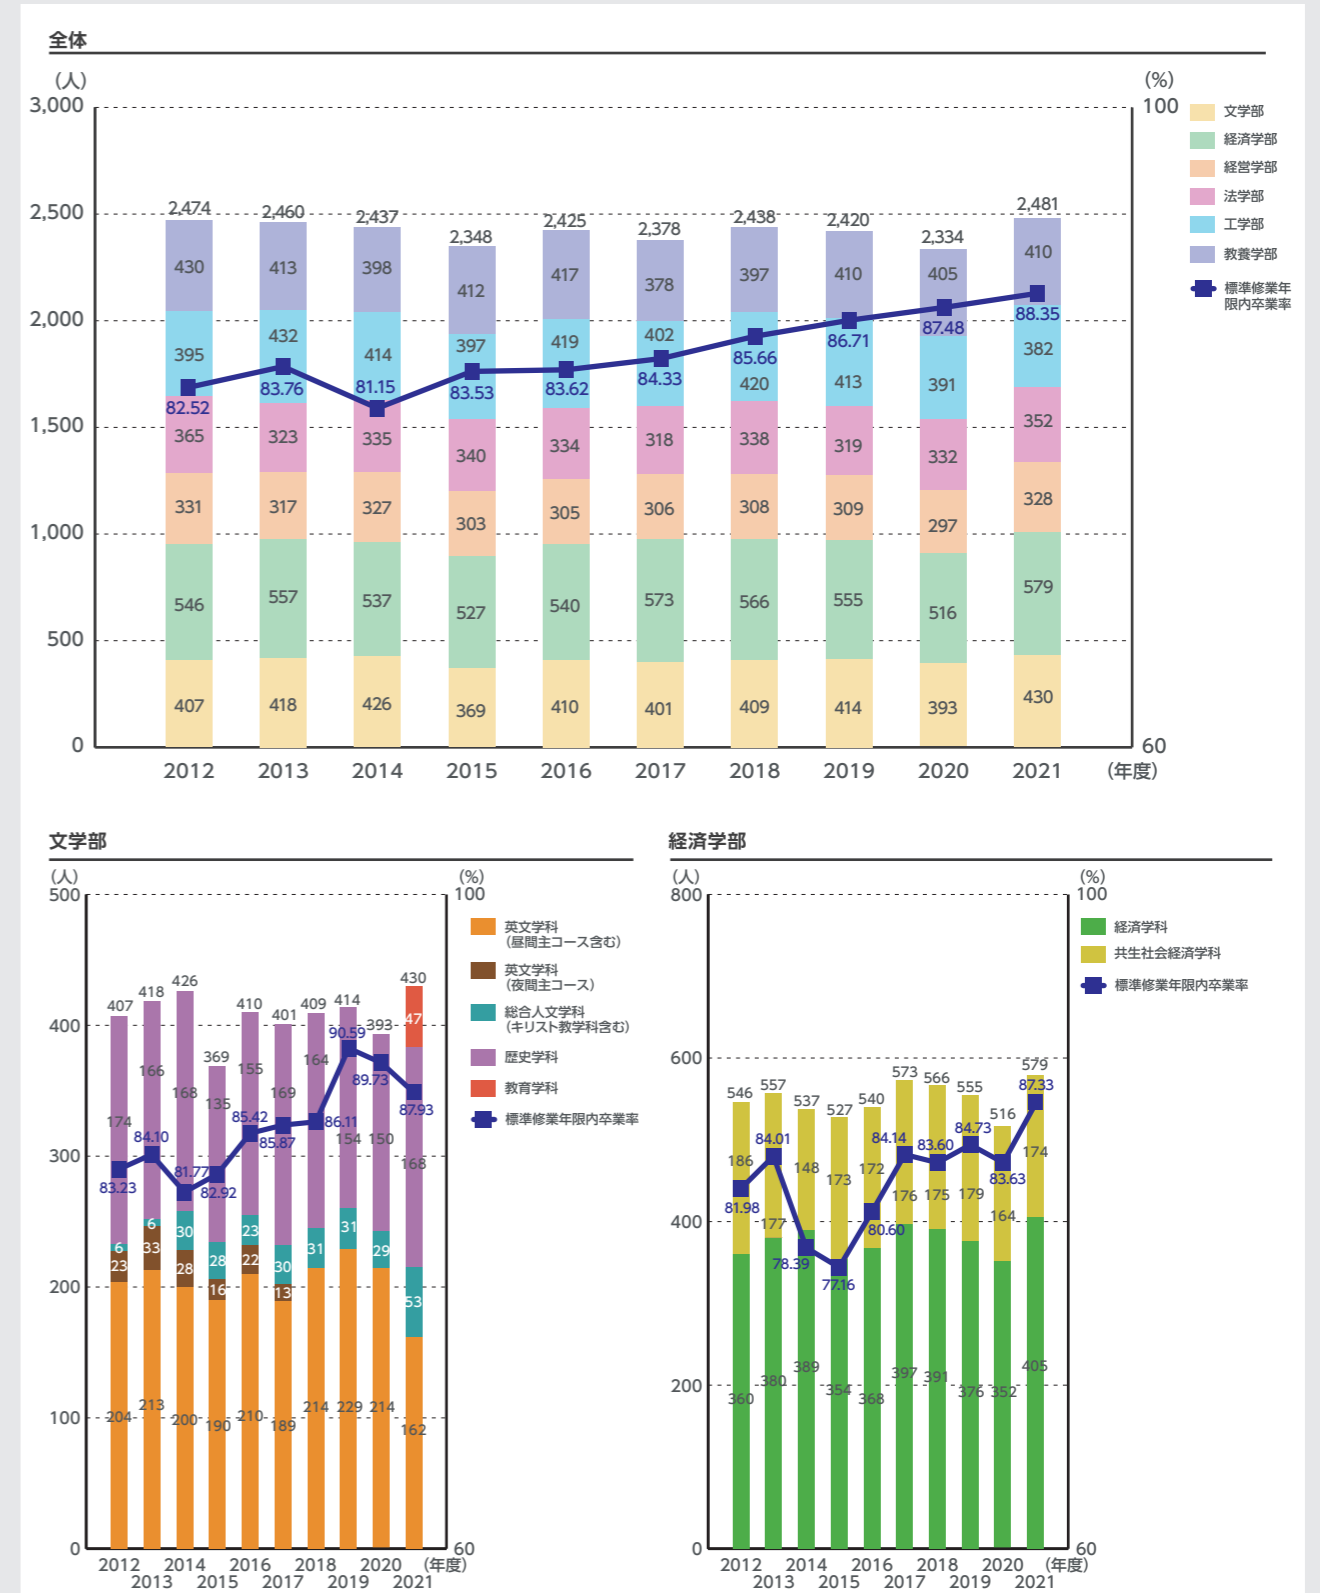 全体
(人)
(%)
3,000
100
2,500
2,000
1,500
1,000
500
0
60
文学部
経済学部
経営学部
法学部
工学部
教養学部
標準修業年
限内卒業率
2,474 2,460 2,437 2,348 2,425 2,378 2,438 2,420 2,334 2,481
430 413 398 412 417 378 397 410 405 410
395 432 414 397 419 402 420 413 391 382
82.52 83.76 81.15 83.53 83.62 84.33 85.66 86.71 87.48 88.35
365 323 335 340 334 318 338 319 332 352
331 317 327 303 305 306 308 309 297 328
546 557 537 527 540 573 566 555 516 579
407 418 426 369 410 401 409 414 393 430
2012 2013 2014 2015 2016 2017 2018 2019 2020 2021 (年度)
文学部
(人)
(%)
500
100
400
300
200
100
0
60
英文学科
(昼間主コース含む)
英文学科
(夜間主コース)
総合人文学科
(キリスト教学科含む)
歴史学科
教育学科
標準修業年限内卒業率
407 418 426 369 410 401 409 414 393 430
47
174 166 168 135 155 169 164 154 150 168
83.23 84.10 81.77 82.92 85.42 85.87 86.11 90.59 89.73 87.93
6 6 30 28 23 30 31 31 29 53
23 33 28 16 22 13
204 213 200 190 210 189 214 229 214 162
2012 2013 2014 2015 2016 2017 2018 2019 2020 2021 (年度)
経済学部
(人)
(%)
800
100
600
400
200
0
60
経済学科
共生社会経済学科
標準修業年限内卒業率
546 557 537 527 540 573 566 555 516 579
186 177 148 173 172 176 175 179 164 174
81.98 84.01 78.39 77.16 80.60 84.14 83.60 84.73 83.63 87.33
360 380 389 354 368 397 391 376 352 405
2012 2013 2014 2015 2016 2017 2018 2019 2020 2021 (年度)